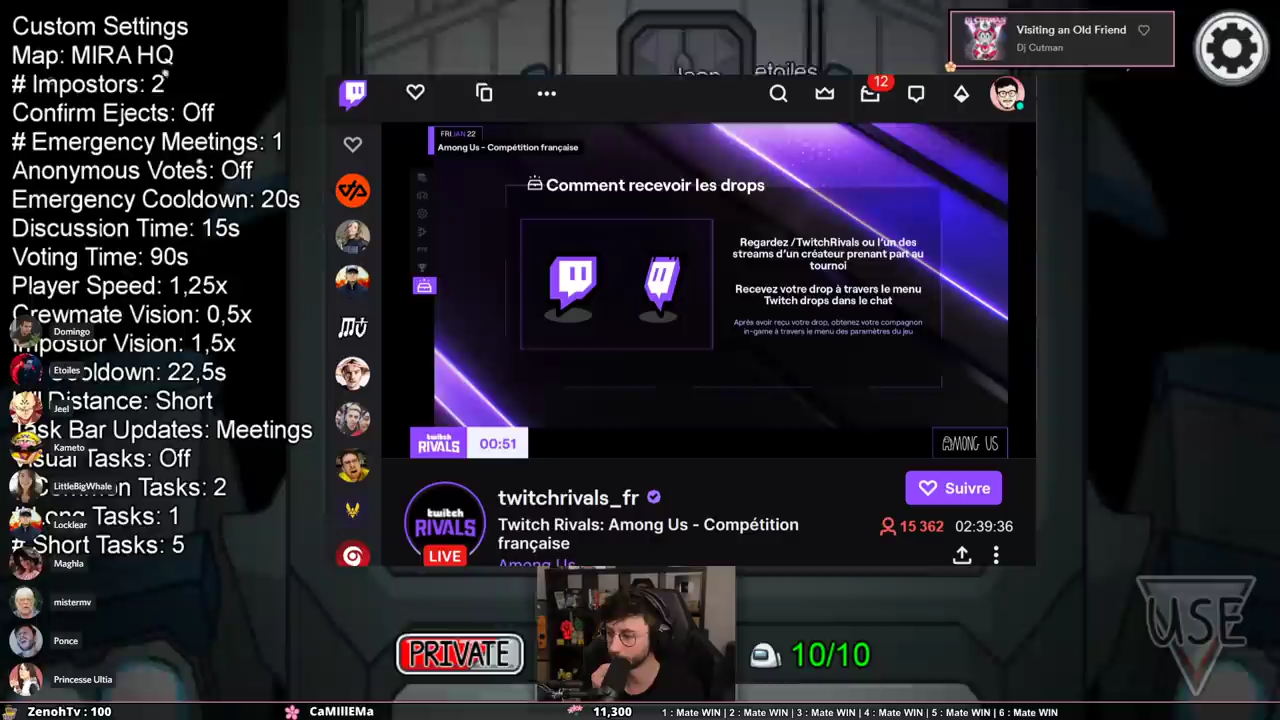 Custom Settings
Map: MIRA HQ
# Impostors: 2
Confirm Ejects: Off
# Emergency Meetings: 1
Anonymous Votes: Off
Emergency Cooldown: 20s
Discussion Time: 15s
Voting Time: 90s
Player Speed: 1,25x
Crewmate Vision: 0,5x
Impostor Vision: 1,5x
Cooldown: 22,5s
Distance: Short
Task Bar Updates: Meetings
Visual Tasks: Off
Common Tasks: 2
# Long Tasks: 1
# Short Tasks: 5
Domingo
Etoiles
Jeel
Kameto
LittleBigWhale
Locklear
Maghla
mistermv
Ponce
Princesse Ultia
etoiles
Visiting an Old Friend
Dj Cutman
12
FRI JAN 22
Among Us - Compétition française
Comment recevoir les drops
Regardez /TwitchRivals ou l'un des
streams d'un créateur prenant part au
tournoi
Recevez votre drop à travers le menu
Twitch drops dans le chat
Après avoir reçu votre drop, obtenez votre compagnon
in-game à travers le menu des paramètres du jeu
twitch
RIVALS
00:51
AMONG US
twitch
RIVALS
LIVE
twitchrivals_fr
Suivre
Twitch Rivals: Among Us - Compétition
française
Among Us
15 362
02:39:36
PRIVATE
10/10
USE
ZenohTv : 100
CaMIllEMa
11,300
1 : Mate WIN | 2 : Mate WIN | 3 : Mate WIN | 4 : Mate WIN | 5 : Mate WIN | 6 : Mate WIN